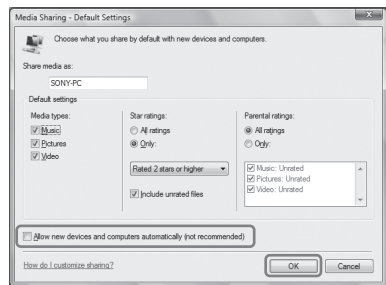 Media Sharing - Default Settings
Choose what you share by default with new devices and computers.
Share media as:
SONY-PC
Default settings
Media types:
Music
Pictures
Video
Star ratings:
All ratings
Only:
Rated 2 stars or higher
Include unrated files
Parental ratings:
All ratings
Only:
Music: Unrated
Pictures: Unrated
Video: Unrated
Allow new devices and computers automatically (not recommended)
How do I customize sharing?
OK
Cancel